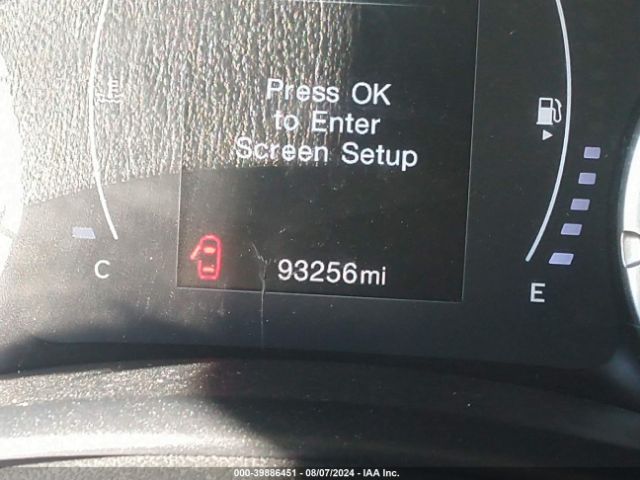 Press OK
to Enter
Screen Setup
93256mi
C
E
000-39886451 - 08/07/2024 - IAA Inc.